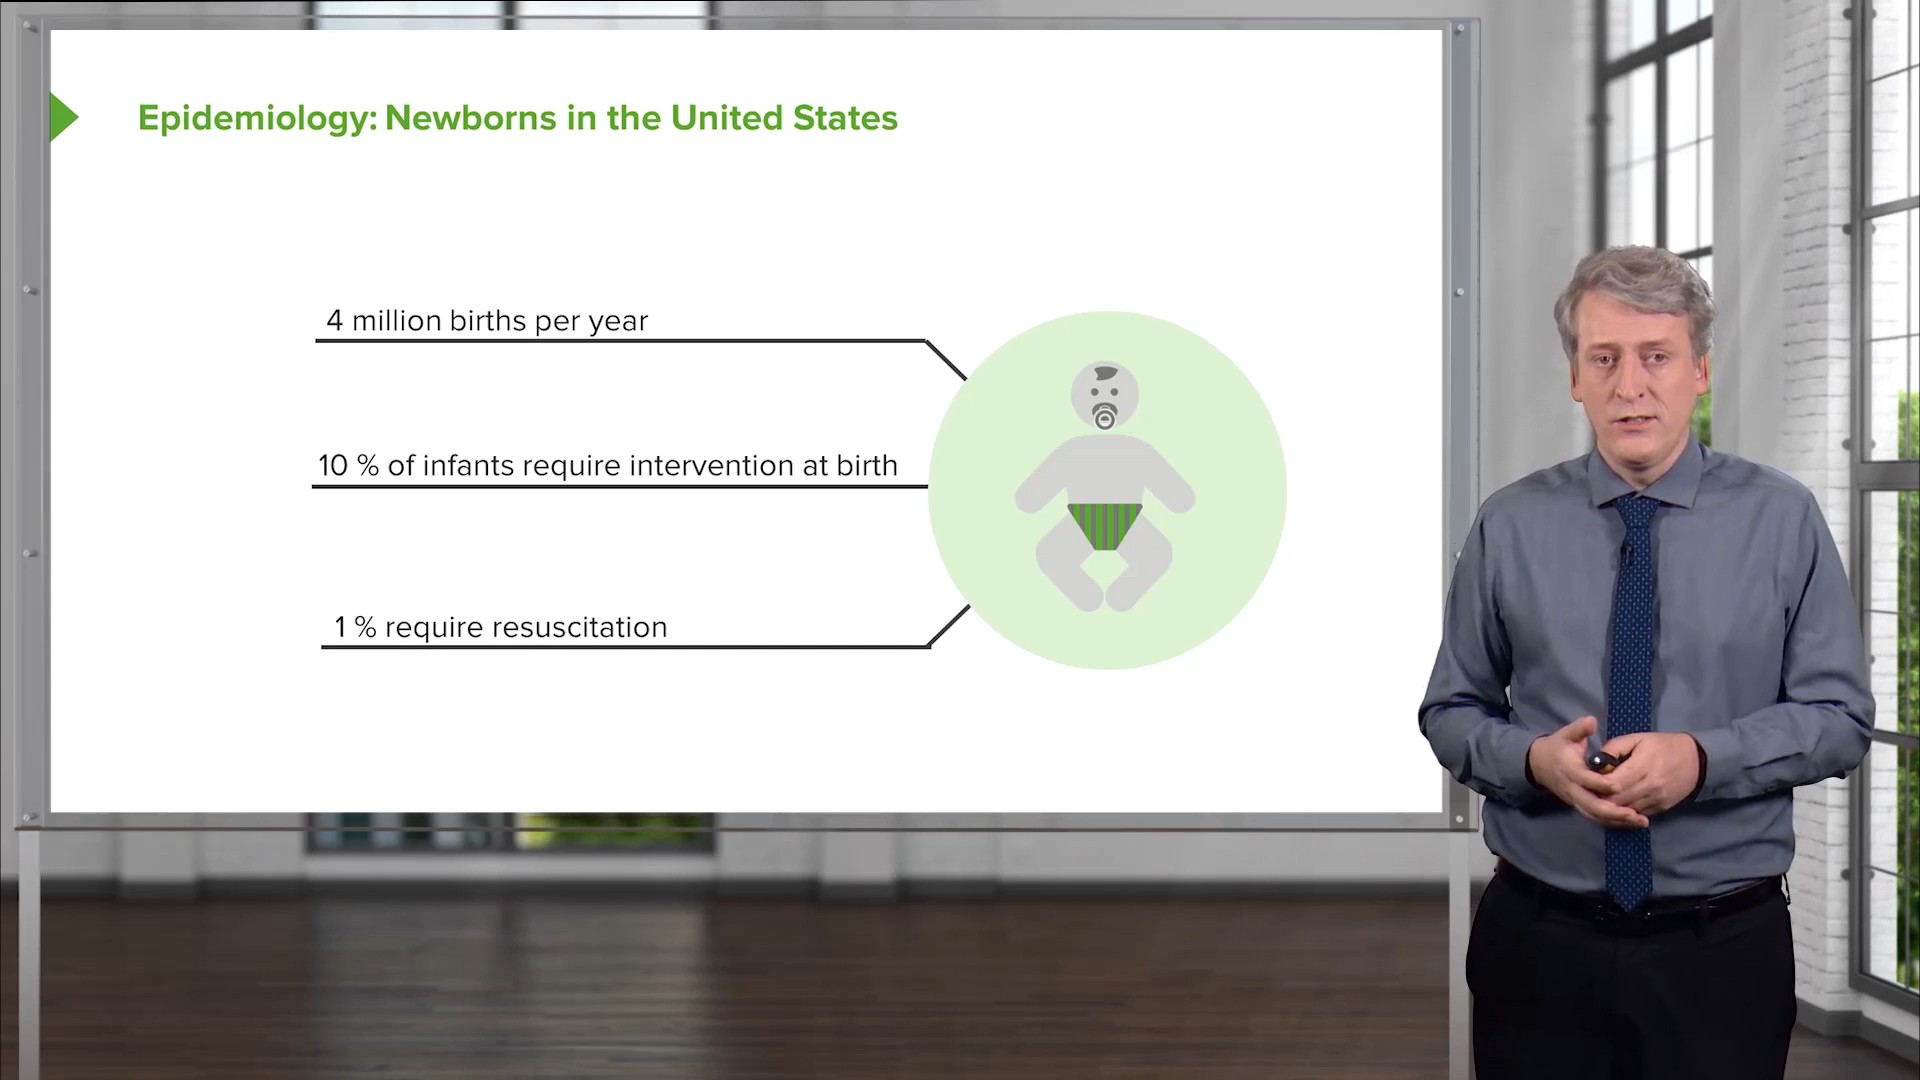 Epidemiology: Newborns in the United States
4 million births per year
10 % of infants require intervention at birth
1 % require resuscitation